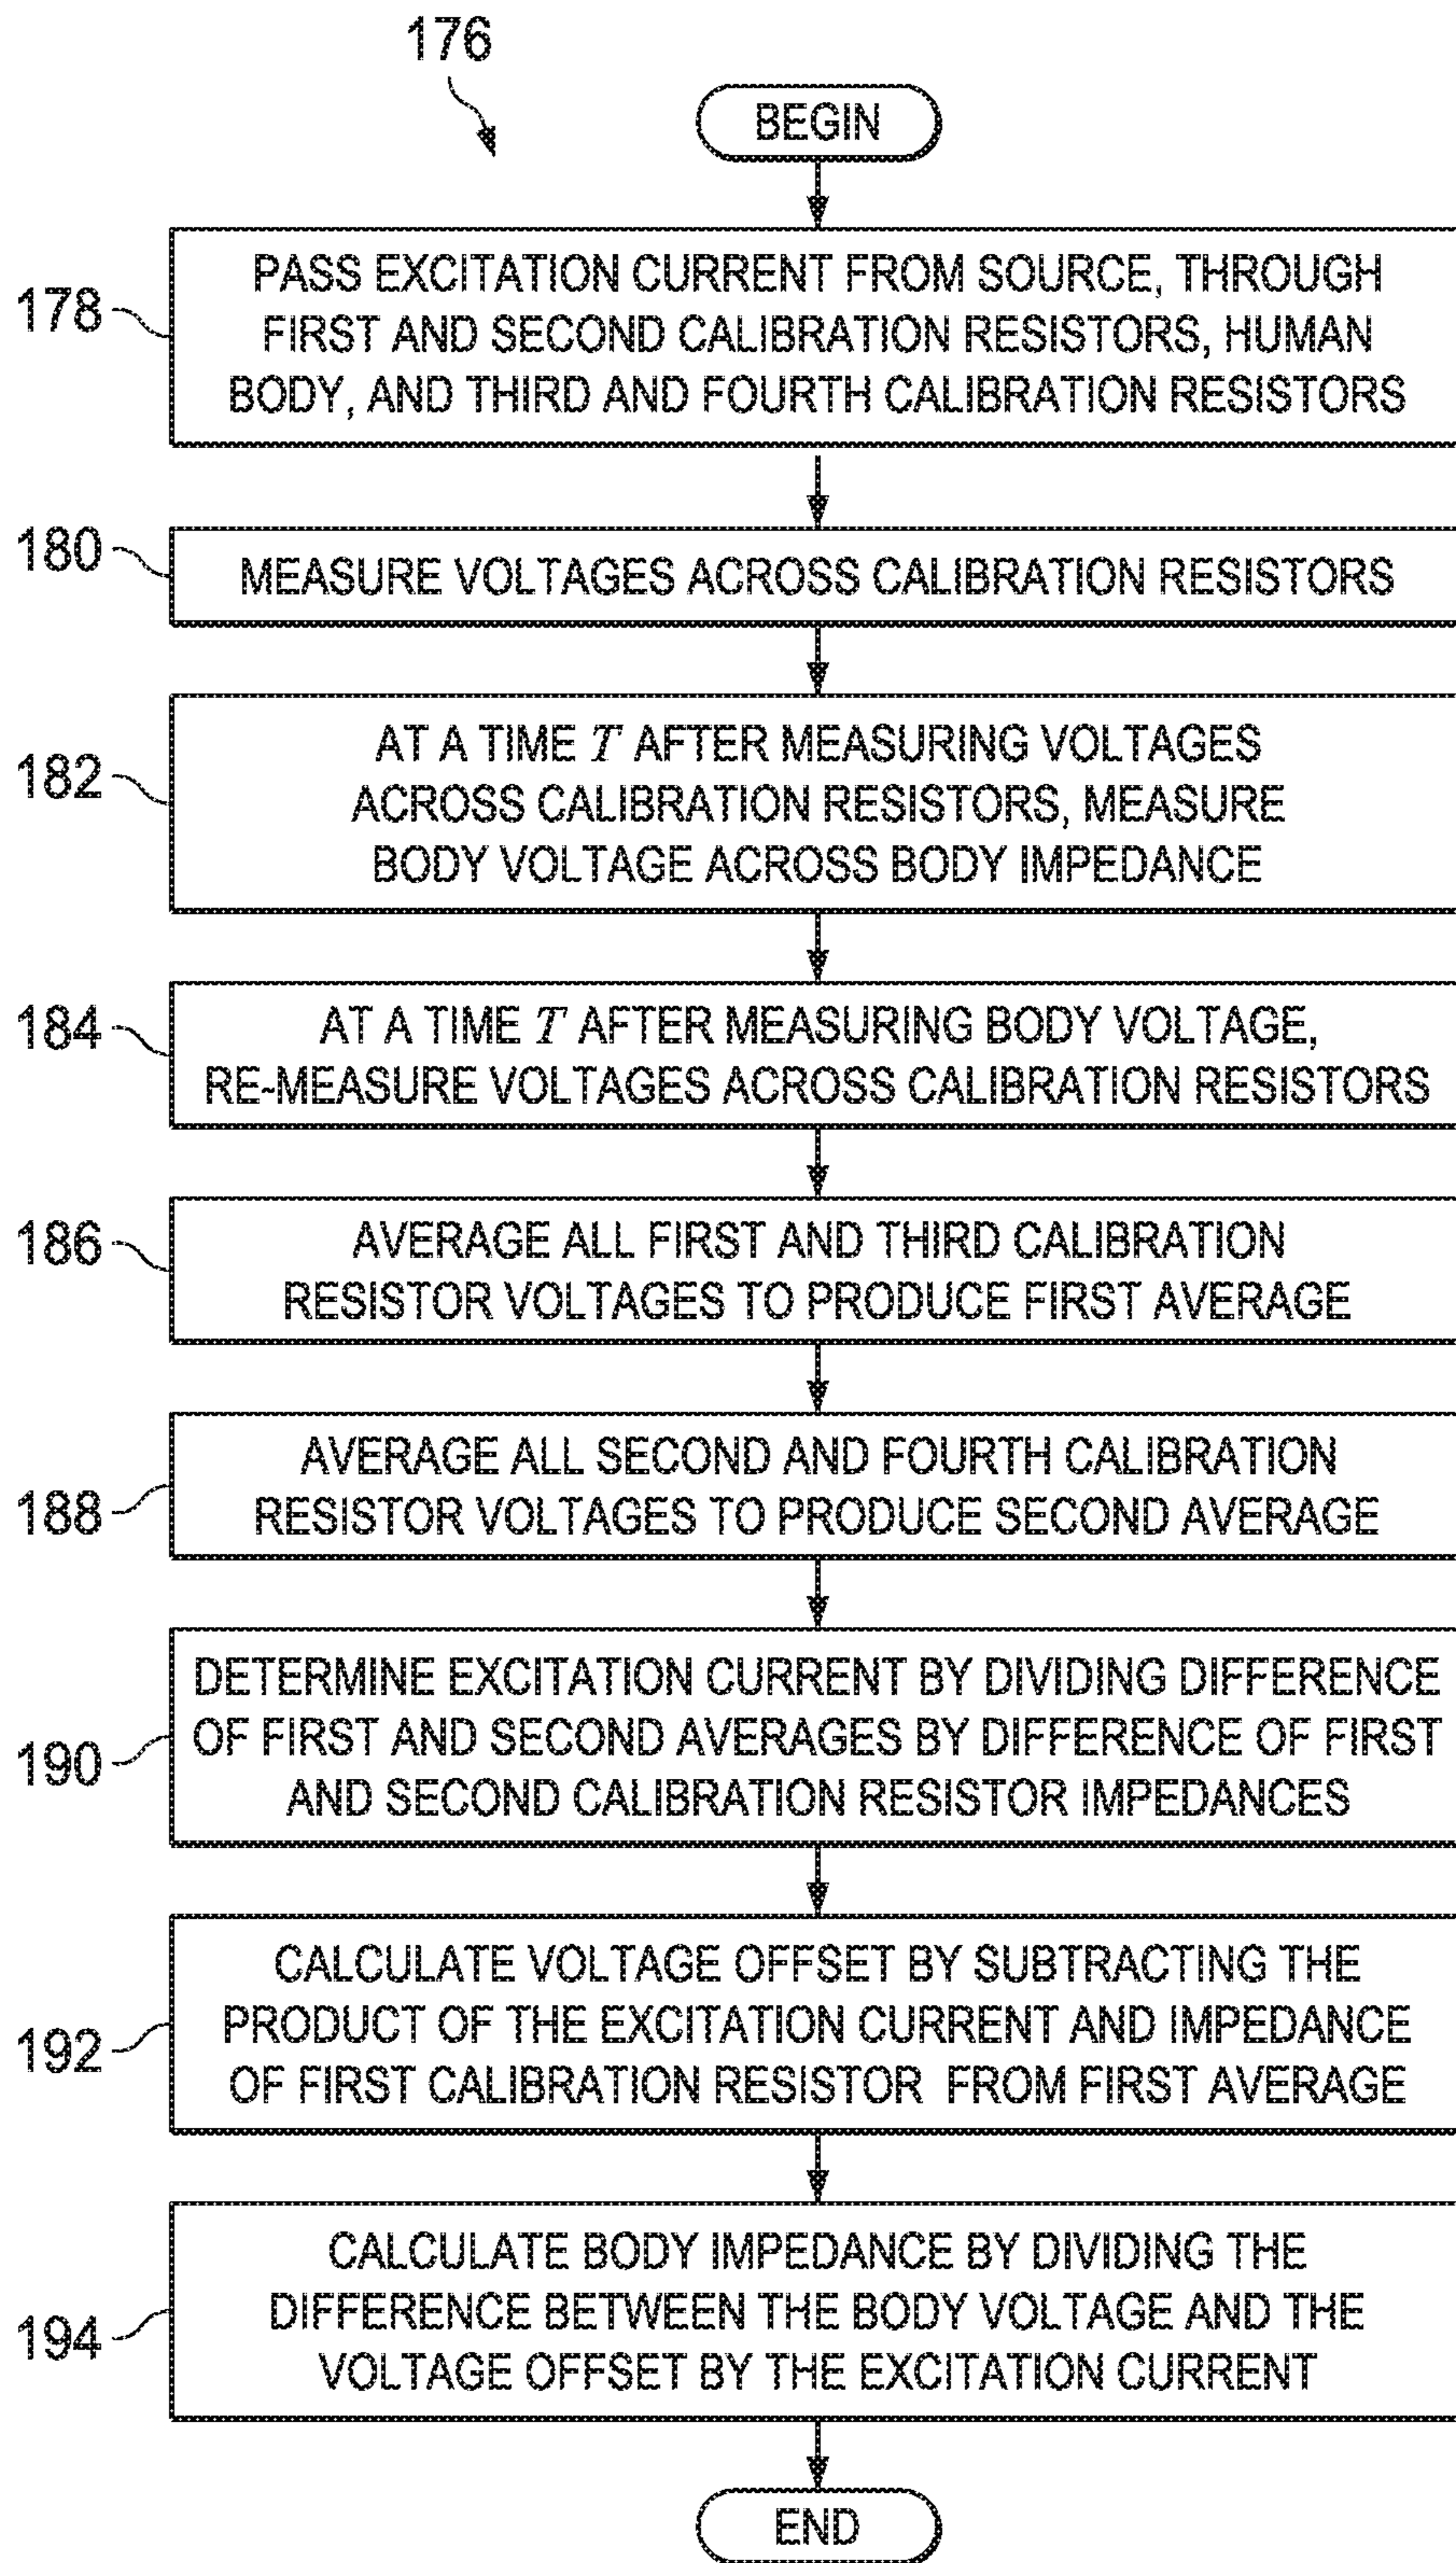 176
BEGIN
178
PASS EXCITATION CURRENT FROM SOURCE, THROUGH
FIRST AND SECOND CALIBRATION RESISTORS, HUMAN
BODY, AND THIRD AND FOURTH CALIBRATION RESISTORS
180
MEASURE VOLTAGES ACROSS CALIBRATION RESISTORS
182
AT A TIME T AFTER MEASURING VOLTAGES
ACROSS CALIBRATION RESISTORS, MEASURE
BODY VOLTAGE ACROSS BODY IMPEDANCE
184
AT A TIME T AFTER MEASURING BODY VOLTAGE,
RE-MEASURE VOLTAGES ACROSS CALIBRATION RESISTORS
186
AVERAGE ALL FIRST AND THIRD CALIBRATION
RESISTOR VOLTAGES TO PRODUCE FIRST AVERAGE
188
AVERAGE ALL SECOND AND FOURTH CALIBRATION
RESISTOR VOLTAGES TO PRODUCE SECOND AVERAGE
190
DETERMINE EXCITATION CURRENT BY DIVIDING DIFFERENCE
OF FIRST AND SECOND AVERAGES BY DIFFERENCE OF FIRST
AND SECOND CALIBRATION RESISTOR IMPEDANCES
192
CALCULATE VOLTAGE OFFSET BY SUBTRACTING THE
PRODUCT OF THE EXCITATION CURRENT AND IMPEDANCE
OF FIRST CALIBRATION RESISTOR FROM FIRST AVERAGE
194
CALCULATE BODY IMPEDANCE BY DIVIDING THE
DIFFERENCE BETWEEN THE BODY VOLTAGE AND THE
VOLTAGE OFFSET BY THE EXCITATION CURRENT
END